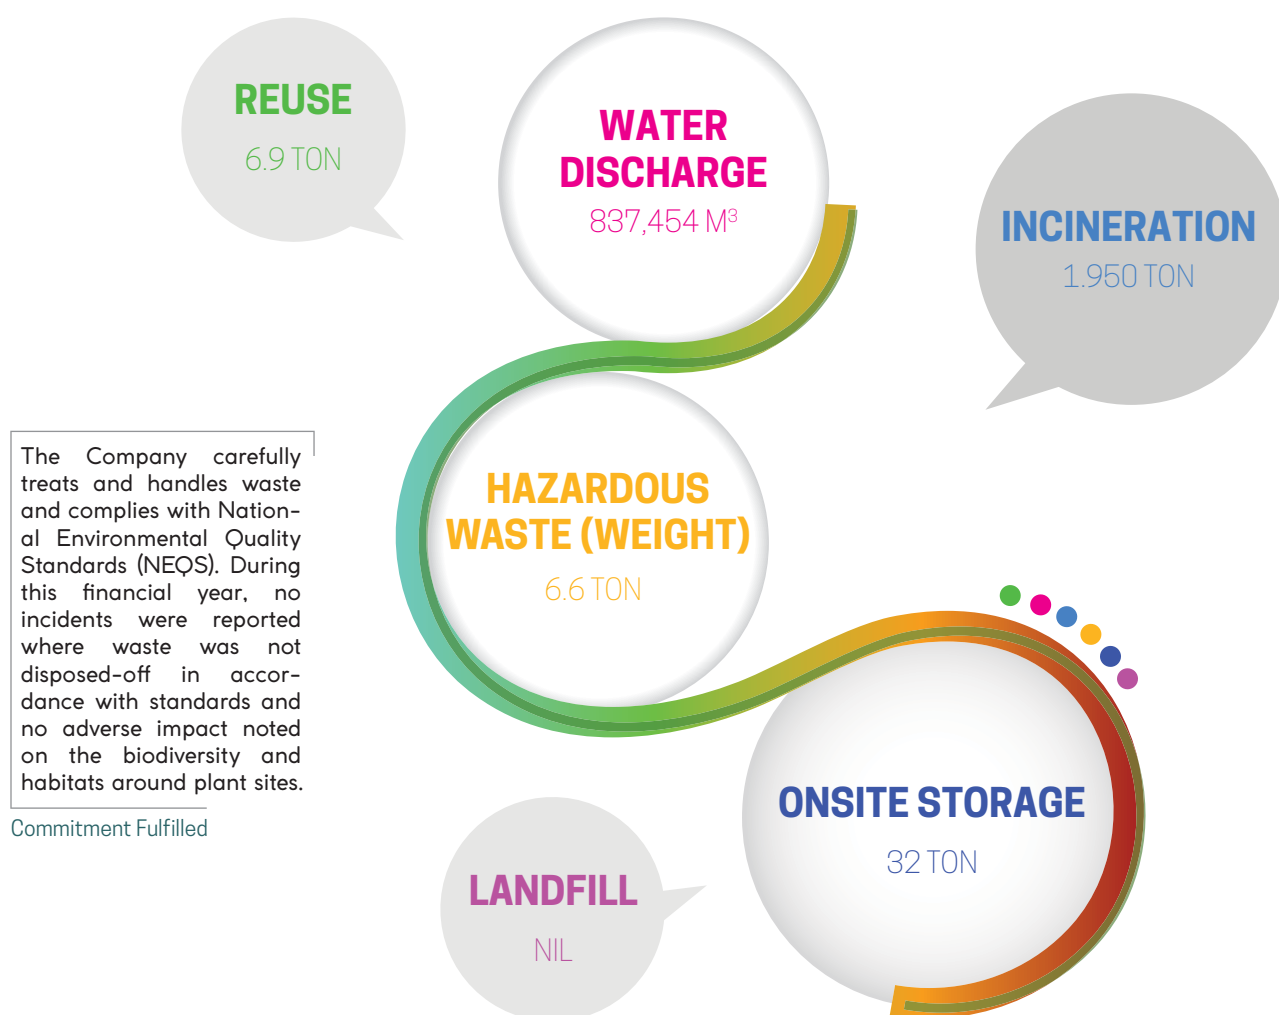 REUSE
6.9 TON
WATER
DISCHARGE
837,454 M³
INCINERATION
1.950 TON
The Company carefully
treats and handles waste
and complies with Nation-
al Environmental Quality
Standards (NEQS). During
this financial year, no
incidents were reported
where waste was not
disposed-off in accor-
dance with standards and
no adverse impact noted
on the biodiversity and
habitats around plant sites.
Commitment Fulfilled
HAZARDOUS
WASTE (WEIGHT)
6.6 TON
ONSITE STORAGE
32 TON
LANDFILL
NIL